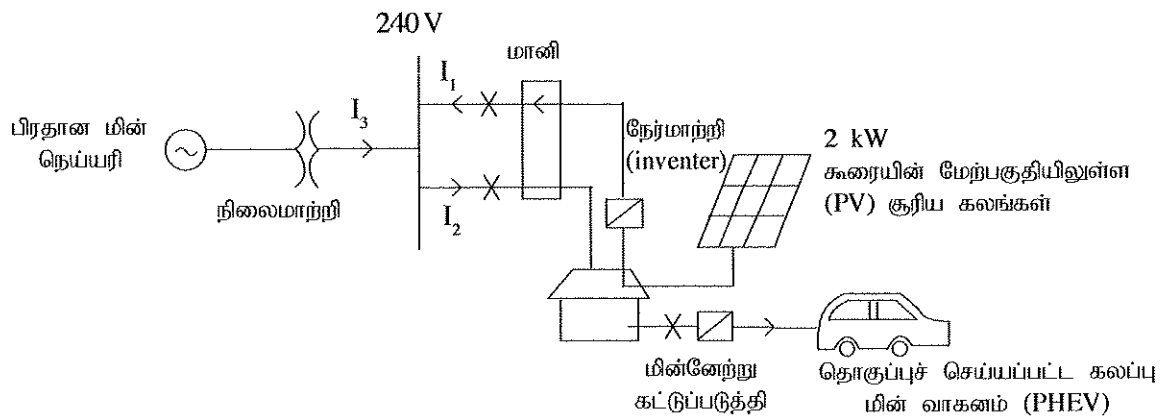 240 V
மானி
I₁
I₃
பிரதான மின்
நெய்யரி
நிலைமாற்றி
I₂
நேர்மாற்றி
(inventer)
2 kW
கூரையின் மேற்பகுதியிலுள்ள
(PV) சூரிய கலங்கள்
மின்னேற்று
கட்டுப்படுத்தி
தொகுப்புச் செய்யப்பட்ட கலப்பு
மின் வாகனம் (PHEV)